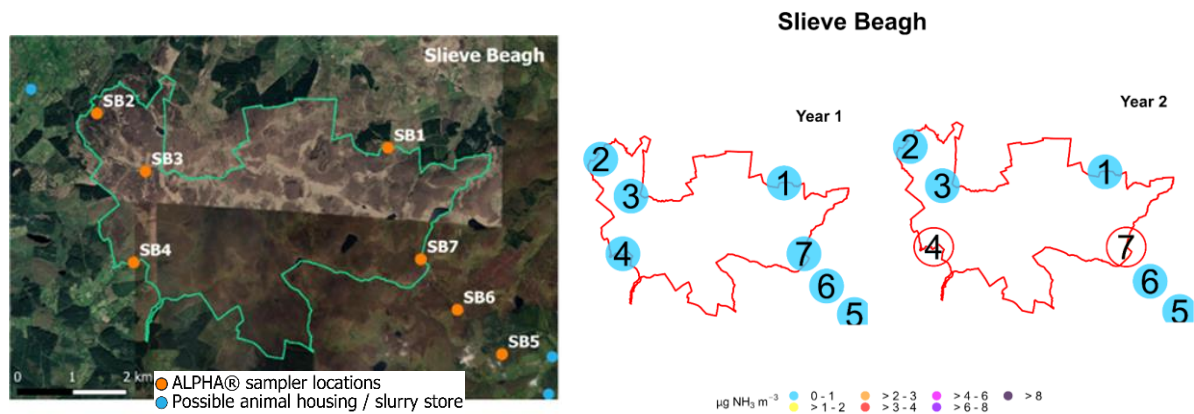 Slieve Beagh
SB2
SB1
SB3
SB4
SB7
SB6
SB5
0 1 2 km
ALPHA® sampler locations
Possible animal housing / slurry store
Slieve Beagh
Year 1
2
3
1
4
7
6
5
Year 2
2
3
1
4
7
6
5
µg NH₃ m⁻³
0 - 1
> 1 - 2
> 2 - 3
> 3 - 4
> 4 - 6
> 6 - 8
> 8